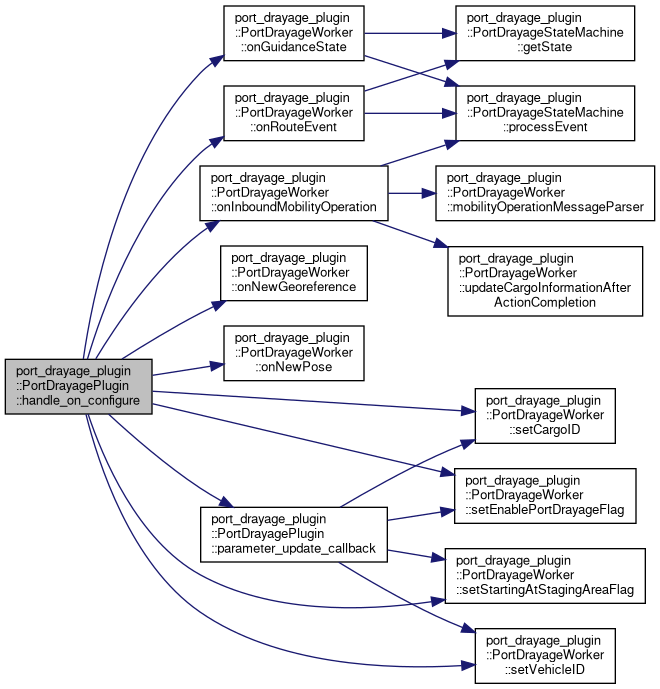 port_drayage_plugin
::PortDrayageWorker
::onGuidanceState
port_drayage_plugin
::PortDrayageStateMachine
::getState
port_drayage_plugin
::PortDrayageWorker
::onRouteEvent
port_drayage_plugin
::PortDrayageStateMachine
::processEvent
port_drayage_plugin
::PortDrayageWorker
::onInboundMobilityOperation
port_drayage_plugin
::PortDrayageWorker
::mobilityOperationMessageParser
port_drayage_plugin
::PortDrayageWorker
::onNewGeoreference
port_drayage_plugin
::PortDrayageWorker
::updateCargoInformationAfter
ActionCompletion
port_drayage_plugin
::PortDrayageWorker
::onNewPose
port_drayage_plugin
::PortDrayagePlugin
::handle_on_configure
port_drayage_plugin
::PortDrayageWorker
::setCargoID
port_drayage_plugin
::PortDrayageWorker
::setEnablePortDrayageFlag
port_drayage_plugin
::PortDrayagePlugin
::parameter_update_callback
port_drayage_plugin
::PortDrayageWorker
::setStartingAtStagingAreaFlag
port_drayage_plugin
::PortDrayageWorker
::setVehicleID